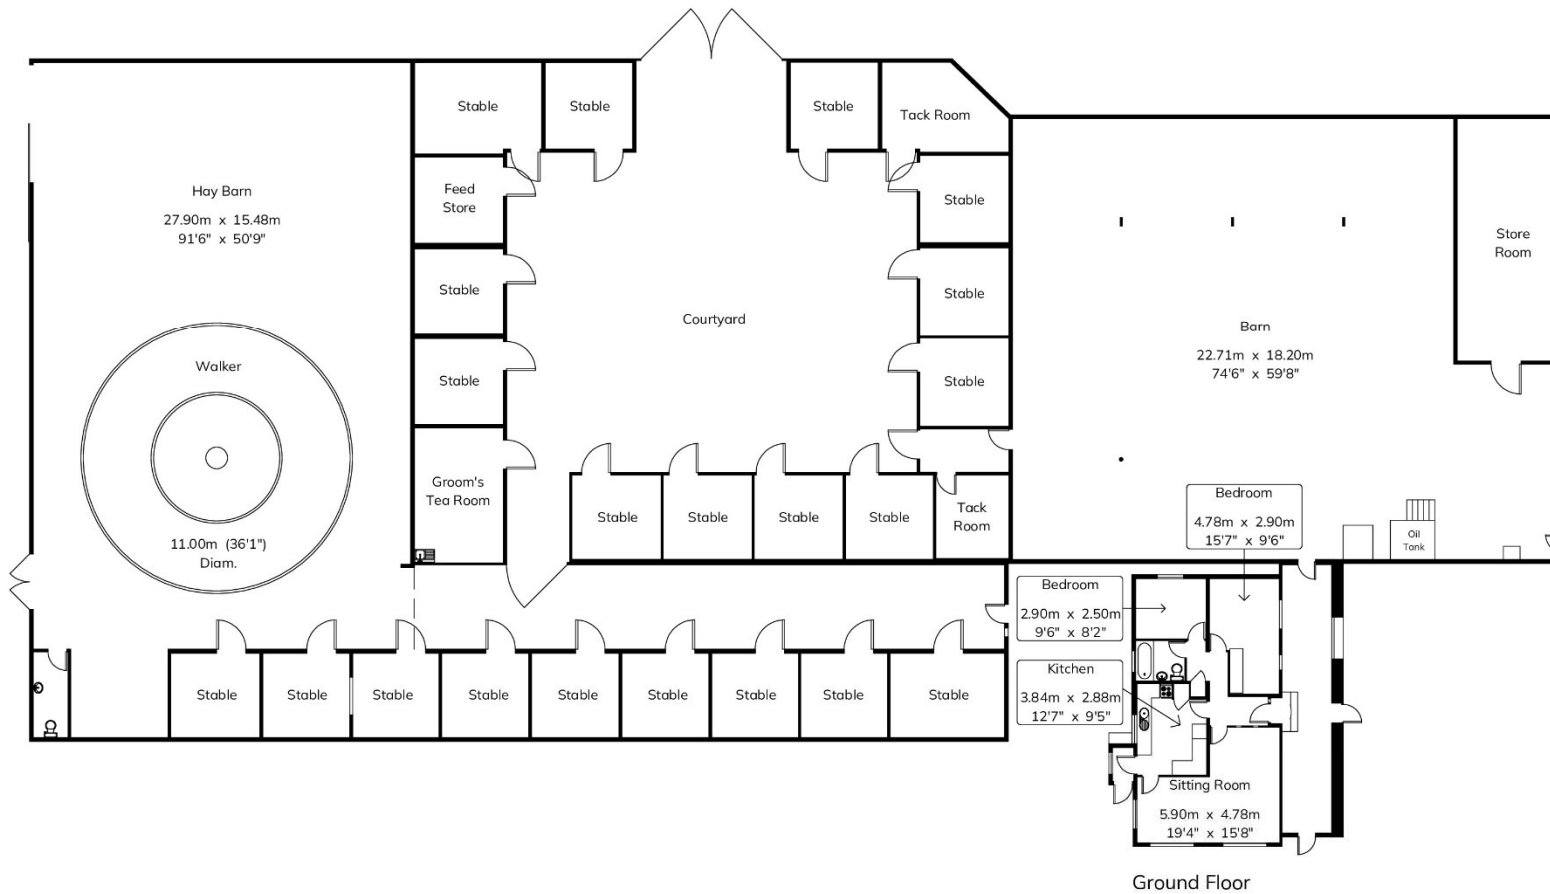 Stable
Stable
Stable
Tack Room
Hay Barn
27.90m x 15.48m
91'6" x 50'9"
Feed
Store
Stable
Store
Room
Stable
Stable
Courtyard
Barn
22.71m x 18.20m
74'6" x 59'8"
Walker
Stable
Stable
Groom's
Tea Room
11.00m (36'1")
Diam.
Stable
Stable
Stable
Stable
Tack
Room
Bedroom
4.78m x 2.90m
15'7" x 9'6"
Oil
Tank
Bedroom
2.90m x 2.50m
9'6" x 8'2"
Kitchen
3.84m x 2.88m
12'7" x 9'5"
Stable
Stable
Stable
Stable
Stable
Stable
Stable
Stable
Stable
Sitting Room
5.90m x 4.78m
19'4" x 15'8"
Ground Floor